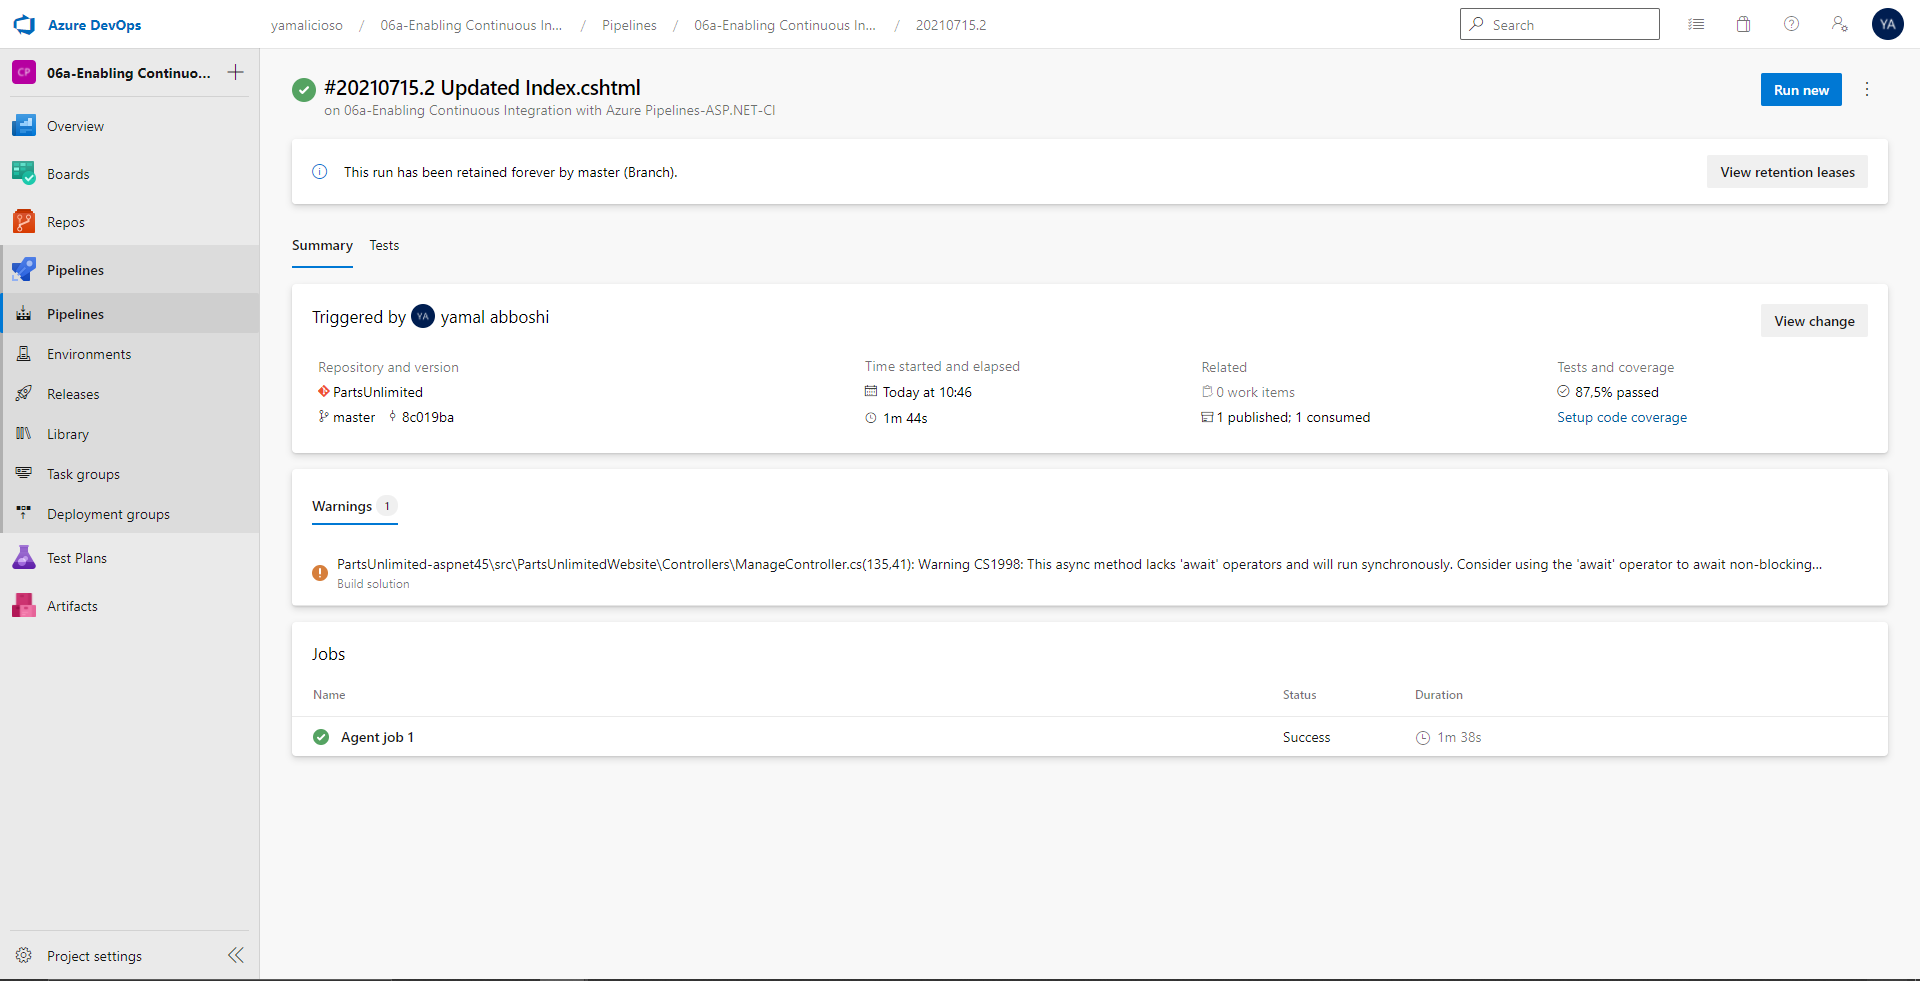 Azure DevOps
yamalicioso / 06a-Enabling Continuous In... / Pipelines / 06a-Enabling Continuous In... / 20210715.2
Search
YA
CP 06a-Enabling Continuo...
Overview
Boards
Repos
Pipelines
Pipelines
Environments
Releases
Library
Task groups
Deployment groups
Test Plans
Artifacts
Project settings
#20210715.2 Updated Index.cshtml
on 06a-Enabling Continuous Integration with Azure Pipelines-ASP.NET-CI
Run new
This run has been retained forever by master (Branch).
View retention leases
Summary Tests
Triggered by YA yamal abboshi
View change
Repository and version
PartsUnlimited
master 8c019ba
Time started and elapsed
Today at 10:46
1m 44s
Related
0 work items
1 published; 1 consumed
Tests and coverage
87,5% passed
Setup code coverage
Warnings 1
PartsUnlimited-aspnet45\src\PartsUnlimitedWebsite\Controllers\ManageController.cs(135,41): Warning CS1998: This async method lacks 'await' operators and will run synchronously. Consider using the 'await' operator to await non-blocking...
Build solution
Jobs
Name Status Duration
Agent job 1 Success 1m 38s